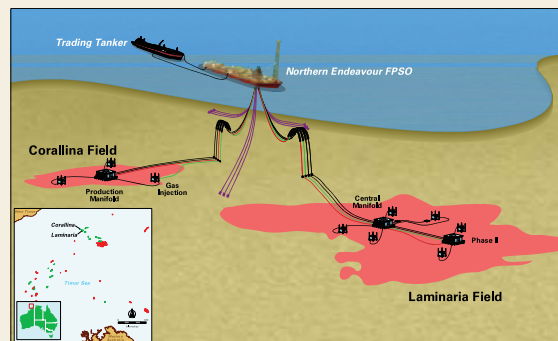 Trading Tanker
Northern Endeavour FPSO
Corallina Field
Production
Manifold
Gas
Injection
Central
Manifold
Phase II
Laminaria Field
Corallina
Laminaria
Timor Sea